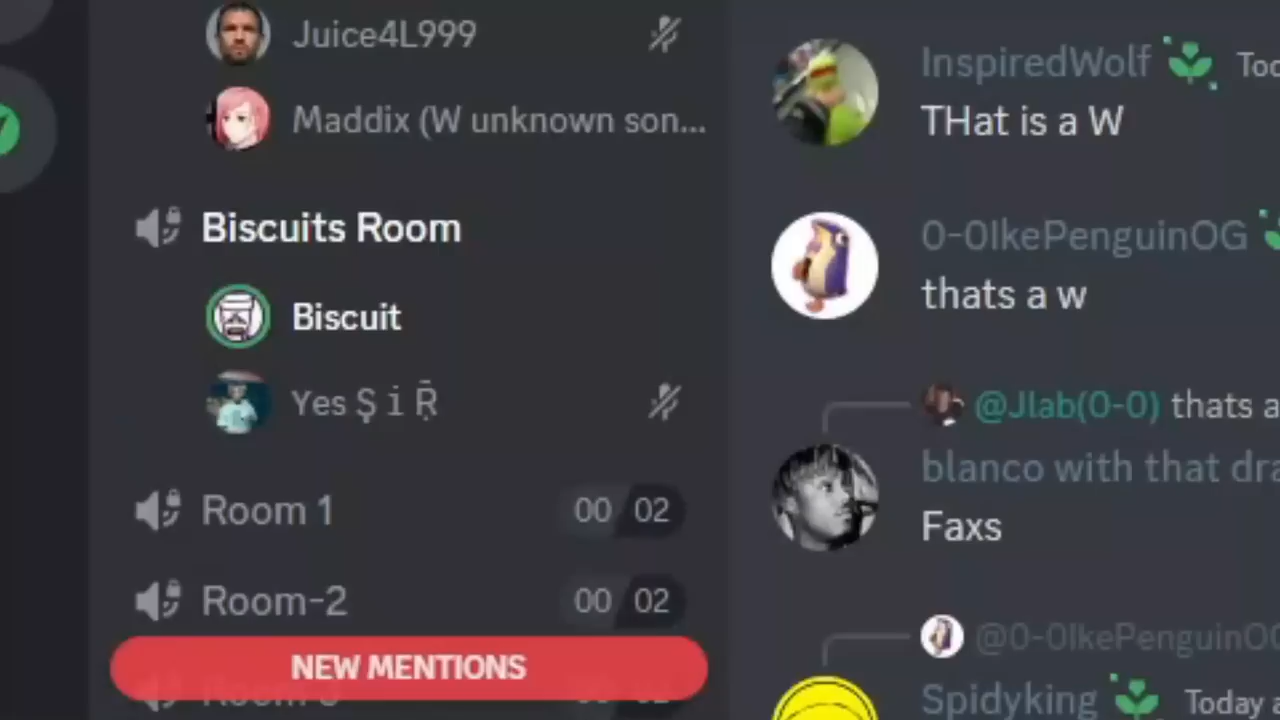 Juice4L999
Maddix (W unknown son...
Biscuits Room
Biscuit
Yes Ş i Ṝ
Room 1 00 02
Room-2 00 02
NEW MENTIONS
InspiredWolf
THat is a W
0-0IkePenguinOG
thats a w
@Jlab(0-0) thats a
blanco with that dra
Faxs
@0-0IkePenguinOG
Spidyking Today a